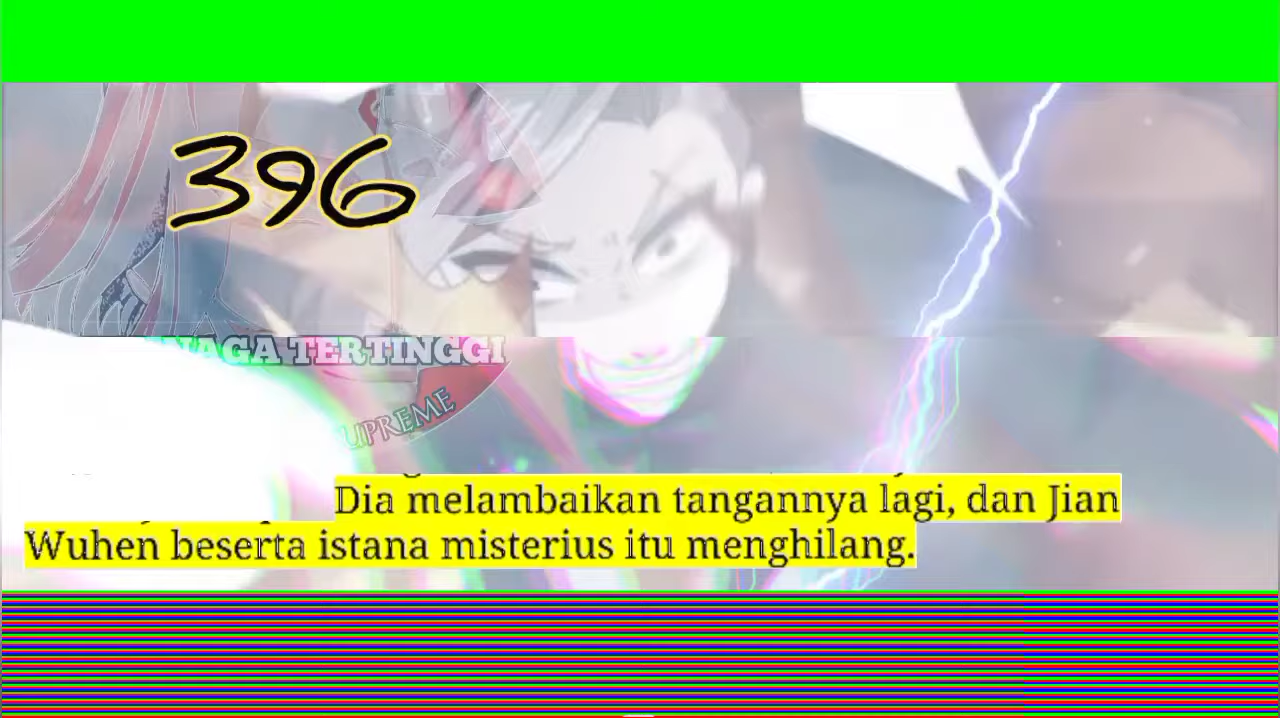 396
NAGA TERTINGGI
UPREME
Dia melambaikan tangannya lagi, dan Jian
Wuhen beserta istana misterius itu menghilang.